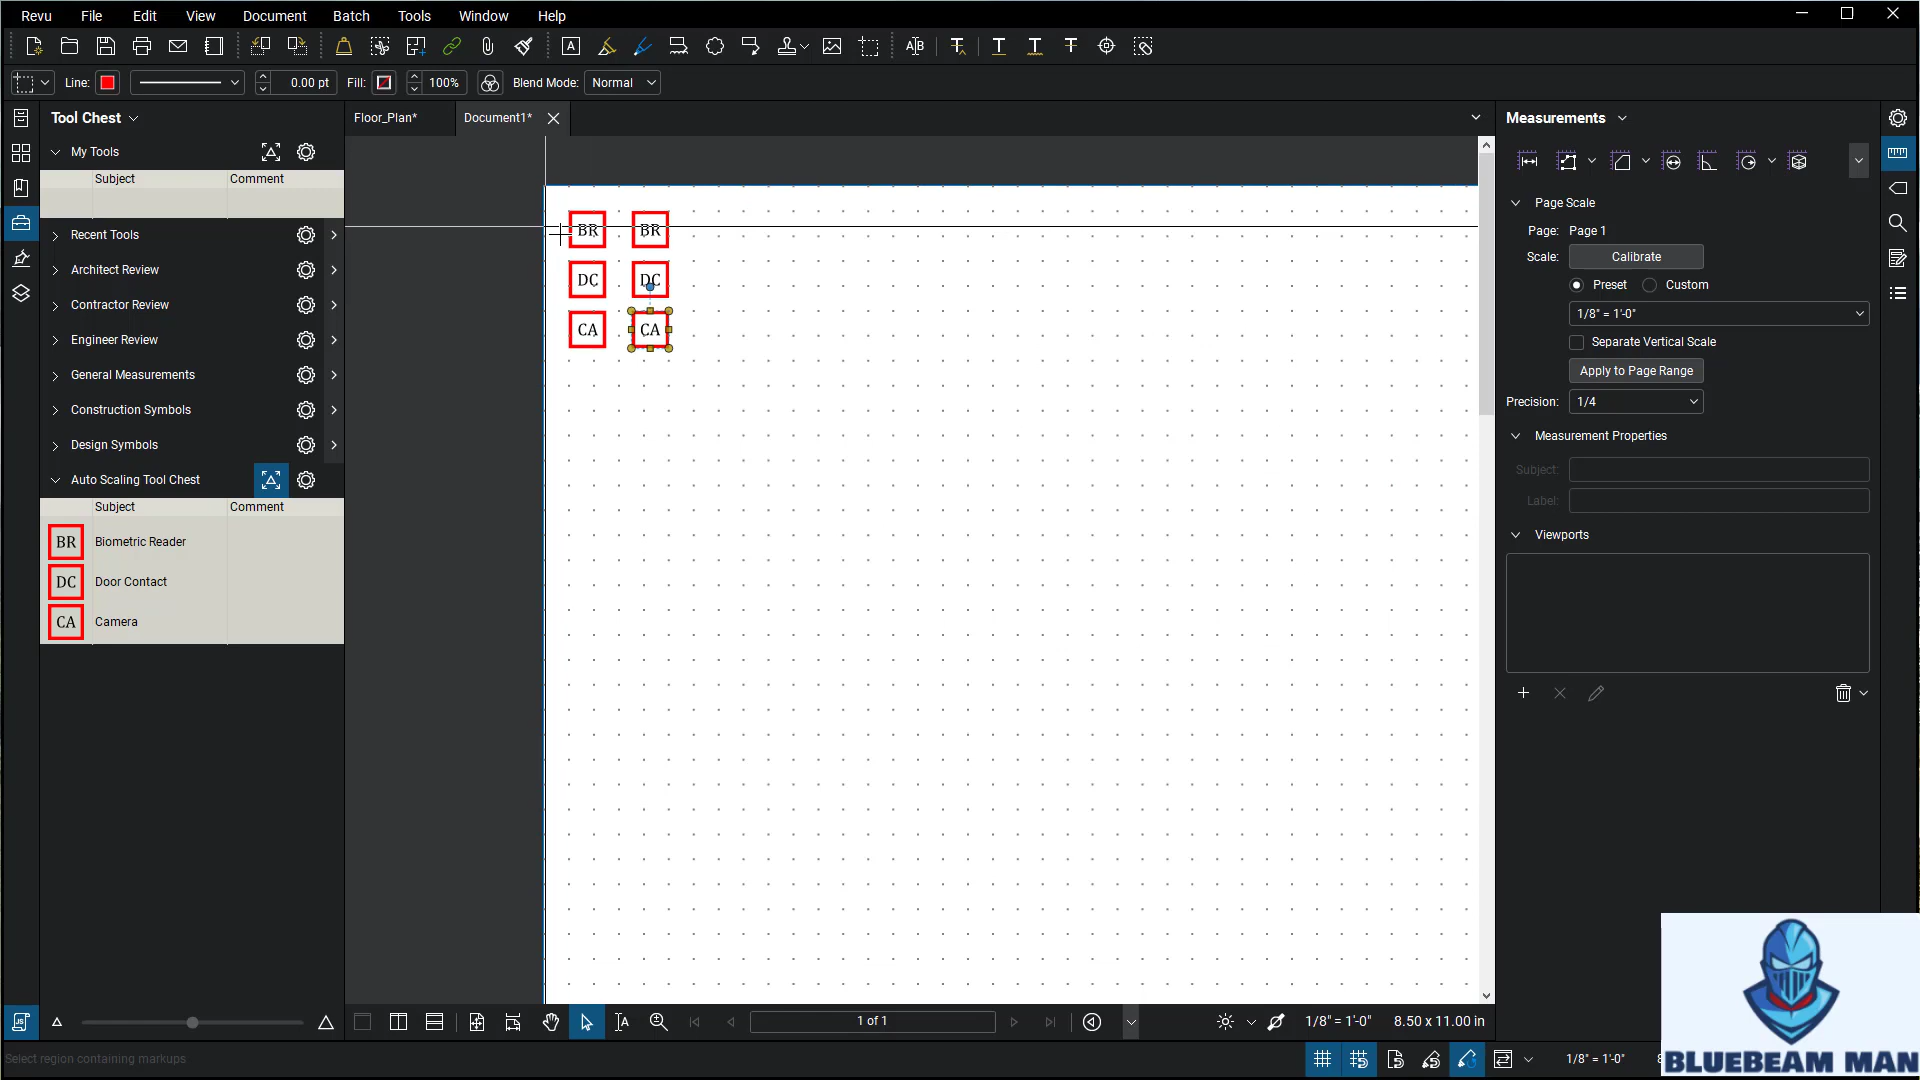 Revu File Edit View Document Batch Tools Window Help
Line: 0.00 pt Fill: 100% Blend Mode: Normal
Tool Chest
Floor_Plan* Document1*
Measurements
My Tools
Subject Comment
Recent Tools
Architect Review
Contractor Review
Engineer Review
General Measurements
Construction Symbols
Design Symbols
Auto Scaling Tool Chest
Subject Comment
BR Biometric Reader
DC Door Contact
CA Camera
BR BR
DC DC
CA CA
Page Scale
Page: Page 1
Scale: Calibrate
Preset Custom
1/8" = 1'-0"
Separate Vertical Scale
Apply to Page Range
Precision: 1/4
Measurement Properties
Subject:
Label:
Viewports
JS
1 of 1
1/8" = 1'-0" 8.50 x 11.00 in
Select region containing markups
1/8" = 1'-0"
BLUEBEAM MAN